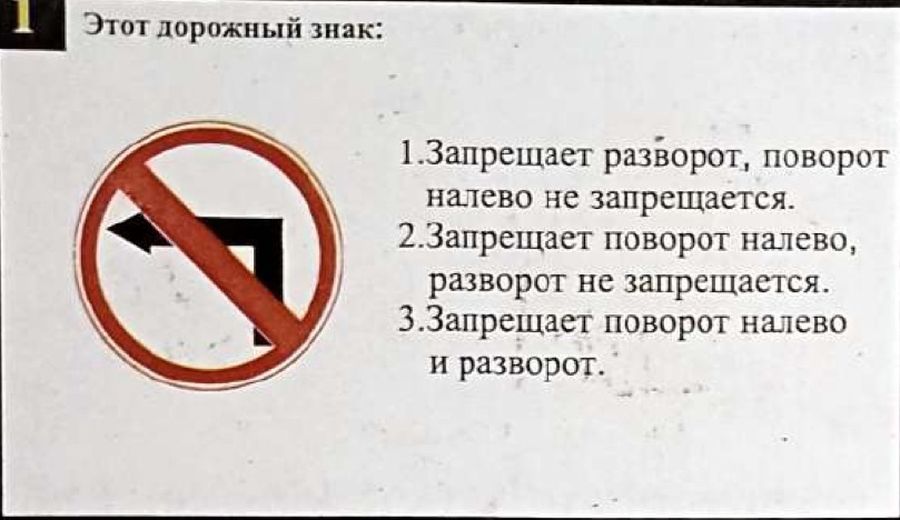 1
Этот дорожный знак:
1.Запрещает разворот, поворот
налево не запрещается.
2.Запрещает поворот налево,
разворот не запрещается.
3.Запрещает поворот налево
и разворот.